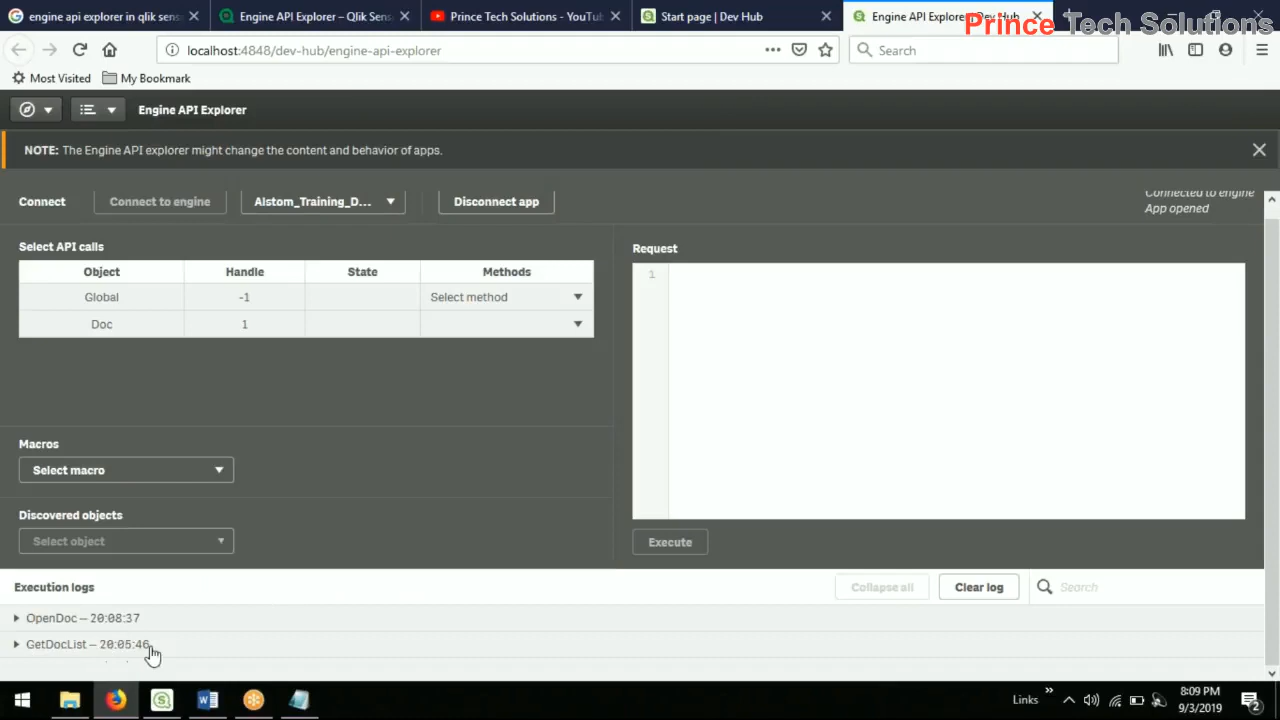 engine api explorer in qlik sens
Engine API Explorer – Qlik Sens
Prince Tech Solutions - YouTu
Start page | Dev Hub
Engine API Explorer | Dev Hub
Prince Tech Solutions
localhost:4848/dev-hub/engine-api-explorer
Search
Most Visited
My Bookmark
Engine API Explorer
NOTE: The Engine API explorer might change the content and behavior of apps.
Connect
Connect to engine
Alstom_Training_D...
Disconnect app
Connected to engine
App opened
Select API calls
Object Handle State Methods
Global -1 Select method
Doc 1
Request
1
Macros
Select macro
Discovered objects
Select object
Execute
Execution logs
Collapse all
Clear log
Search
OpenDoc – 20:08:37
GetDocList – 20:05:46
Links
8:09 PM
9/3/2019
2